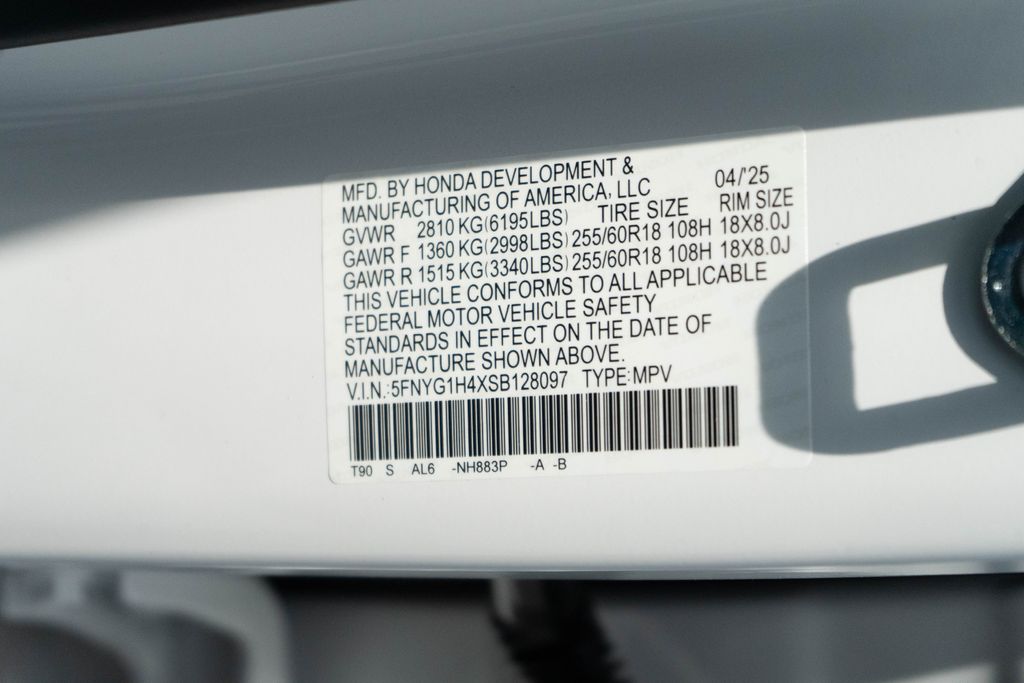 MFD. BY HONDA DEVELOPMENT &
MANUFACTURING OF AMERICA, LLC 04/'25
GVWR 2810 KG(6195LBS) TIRE SIZE RIM SIZE
GAWR F 1360 KG(2998LBS) 255/60R18 108H 18X8.0J
GAWR R 1515 KG(3340LBS) 255/60R18 108H 18X8.0J
THIS VEHICLE CONFORMS TO ALL APPLICABLE
FEDERAL MOTOR VEHICLE SAFETY
STANDARDS IN EFFECT ON THE DATE OF
MANUFACTURE SHOWN ABOVE.
V.I.N.:5FNYG1H4XSB128097 TYPE:MPV
T90 S AL6 -NH883P -A -B